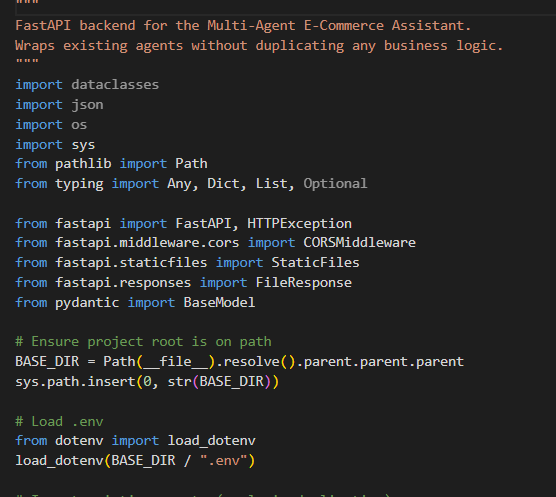 """
FastAPI backend for the Multi-Agent E-Commerce Assistant.
Wraps existing agents without duplicating any business logic.
"""
import dataclasses
import json
import os
import sys
from pathlib import Path
from typing import Any, Dict, List, Optional

from fastapi import FastAPI, HTTPException
from fastapi.middleware.cors import CORSMiddleware
from fastapi.staticfiles import StaticFiles
from fastapi.responses import FileResponse
from pydantic import BaseModel

# Ensure project root is on path
BASE_DIR = Path(__file__).resolve().parent.parent.parent
sys.path.insert(0, str(BASE_DIR))

# Load .env
from dotenv import load_dotenv
load_dotenv(BASE_DIR / ".env")